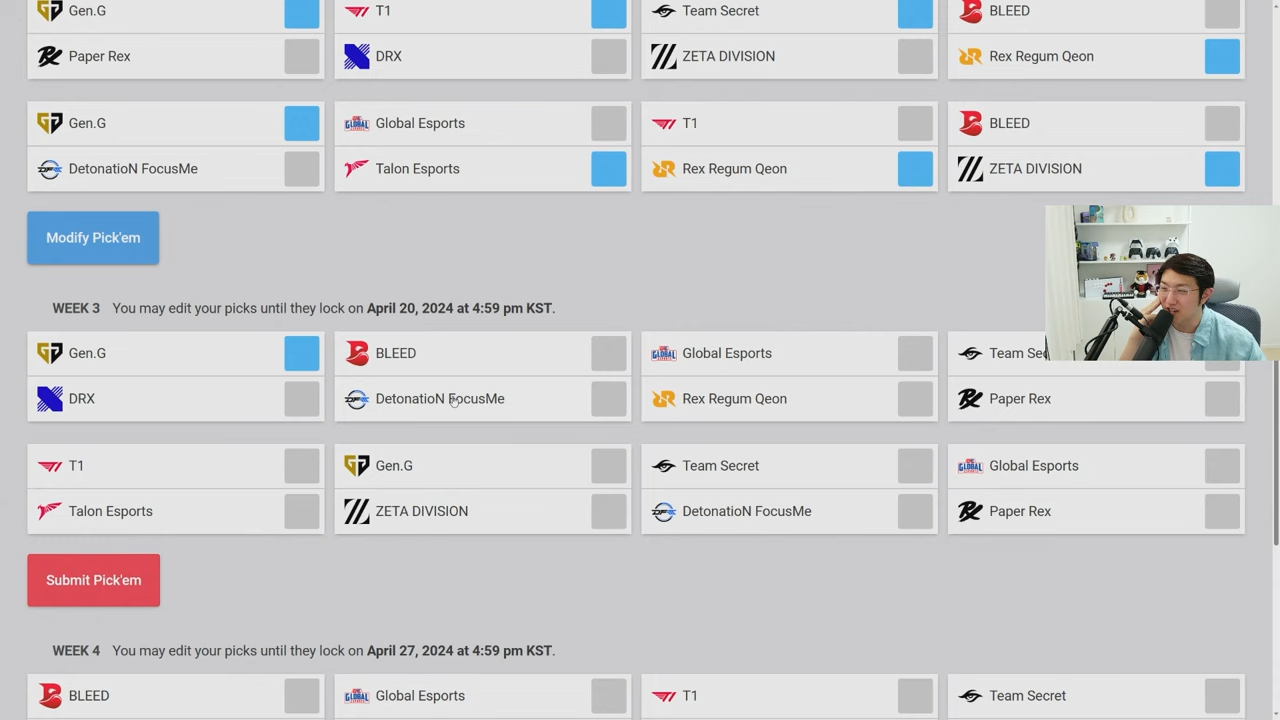 Gen.G
T1
Team Secret
BLEED
Paper Rex
DRX
ZETA DIVISION
Rex Regum Qeon
Gen.G
Global Esports
T1
BLEED
DetonatioN FocusMe
Talon Esports
Rex Regum Qeon
ZETA DIVISION
Modify Pick'em
WEEK 3 You may edit your picks until they lock on April 20, 2024 at 4:59 pm KST.
Gen.G
BLEED
Global Esports
Team
DRX
DetonatioN FocusMe
Rex Regum Qeon
Paper Rex
T1
Gen.G
Team Secret
Global Esports
Talon Esports
ZETA DIVISION
DetonatioN FocusMe
Paper Rex
Submit Pick'em
WEEK 4 You may edit your picks until they lock on April 27, 2024 at 4:59 pm KST.
BLEED
Global Esports
T1
Team Secret